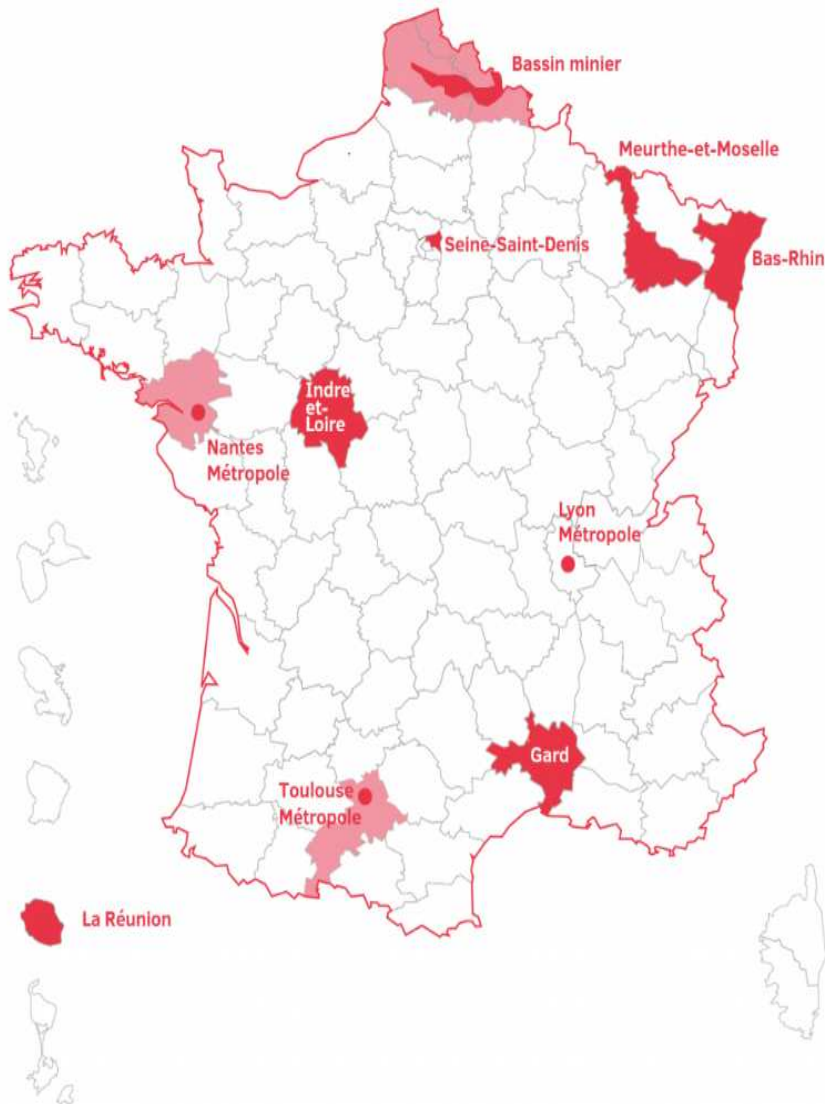 Bassin minier
Meurthe-et-Moselle
Seine-Saint-Denis
Bas-Rhin
Indre
et-
Loire
Nantes
Métropole
Lyon
Métropole
Gard
Toulouse
Métropole
La Réunion